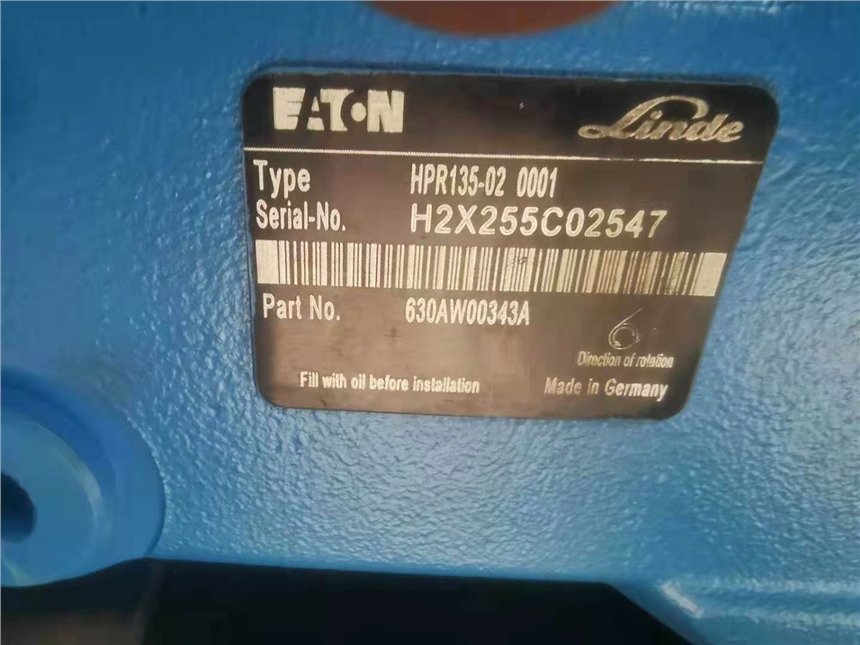 EATON Linde
Type HPR135-02 0001
Serial-No. H2X255C02547
Part No. 630AW00343A
Direction of rotation
Fill with oil before installation Made in Germany